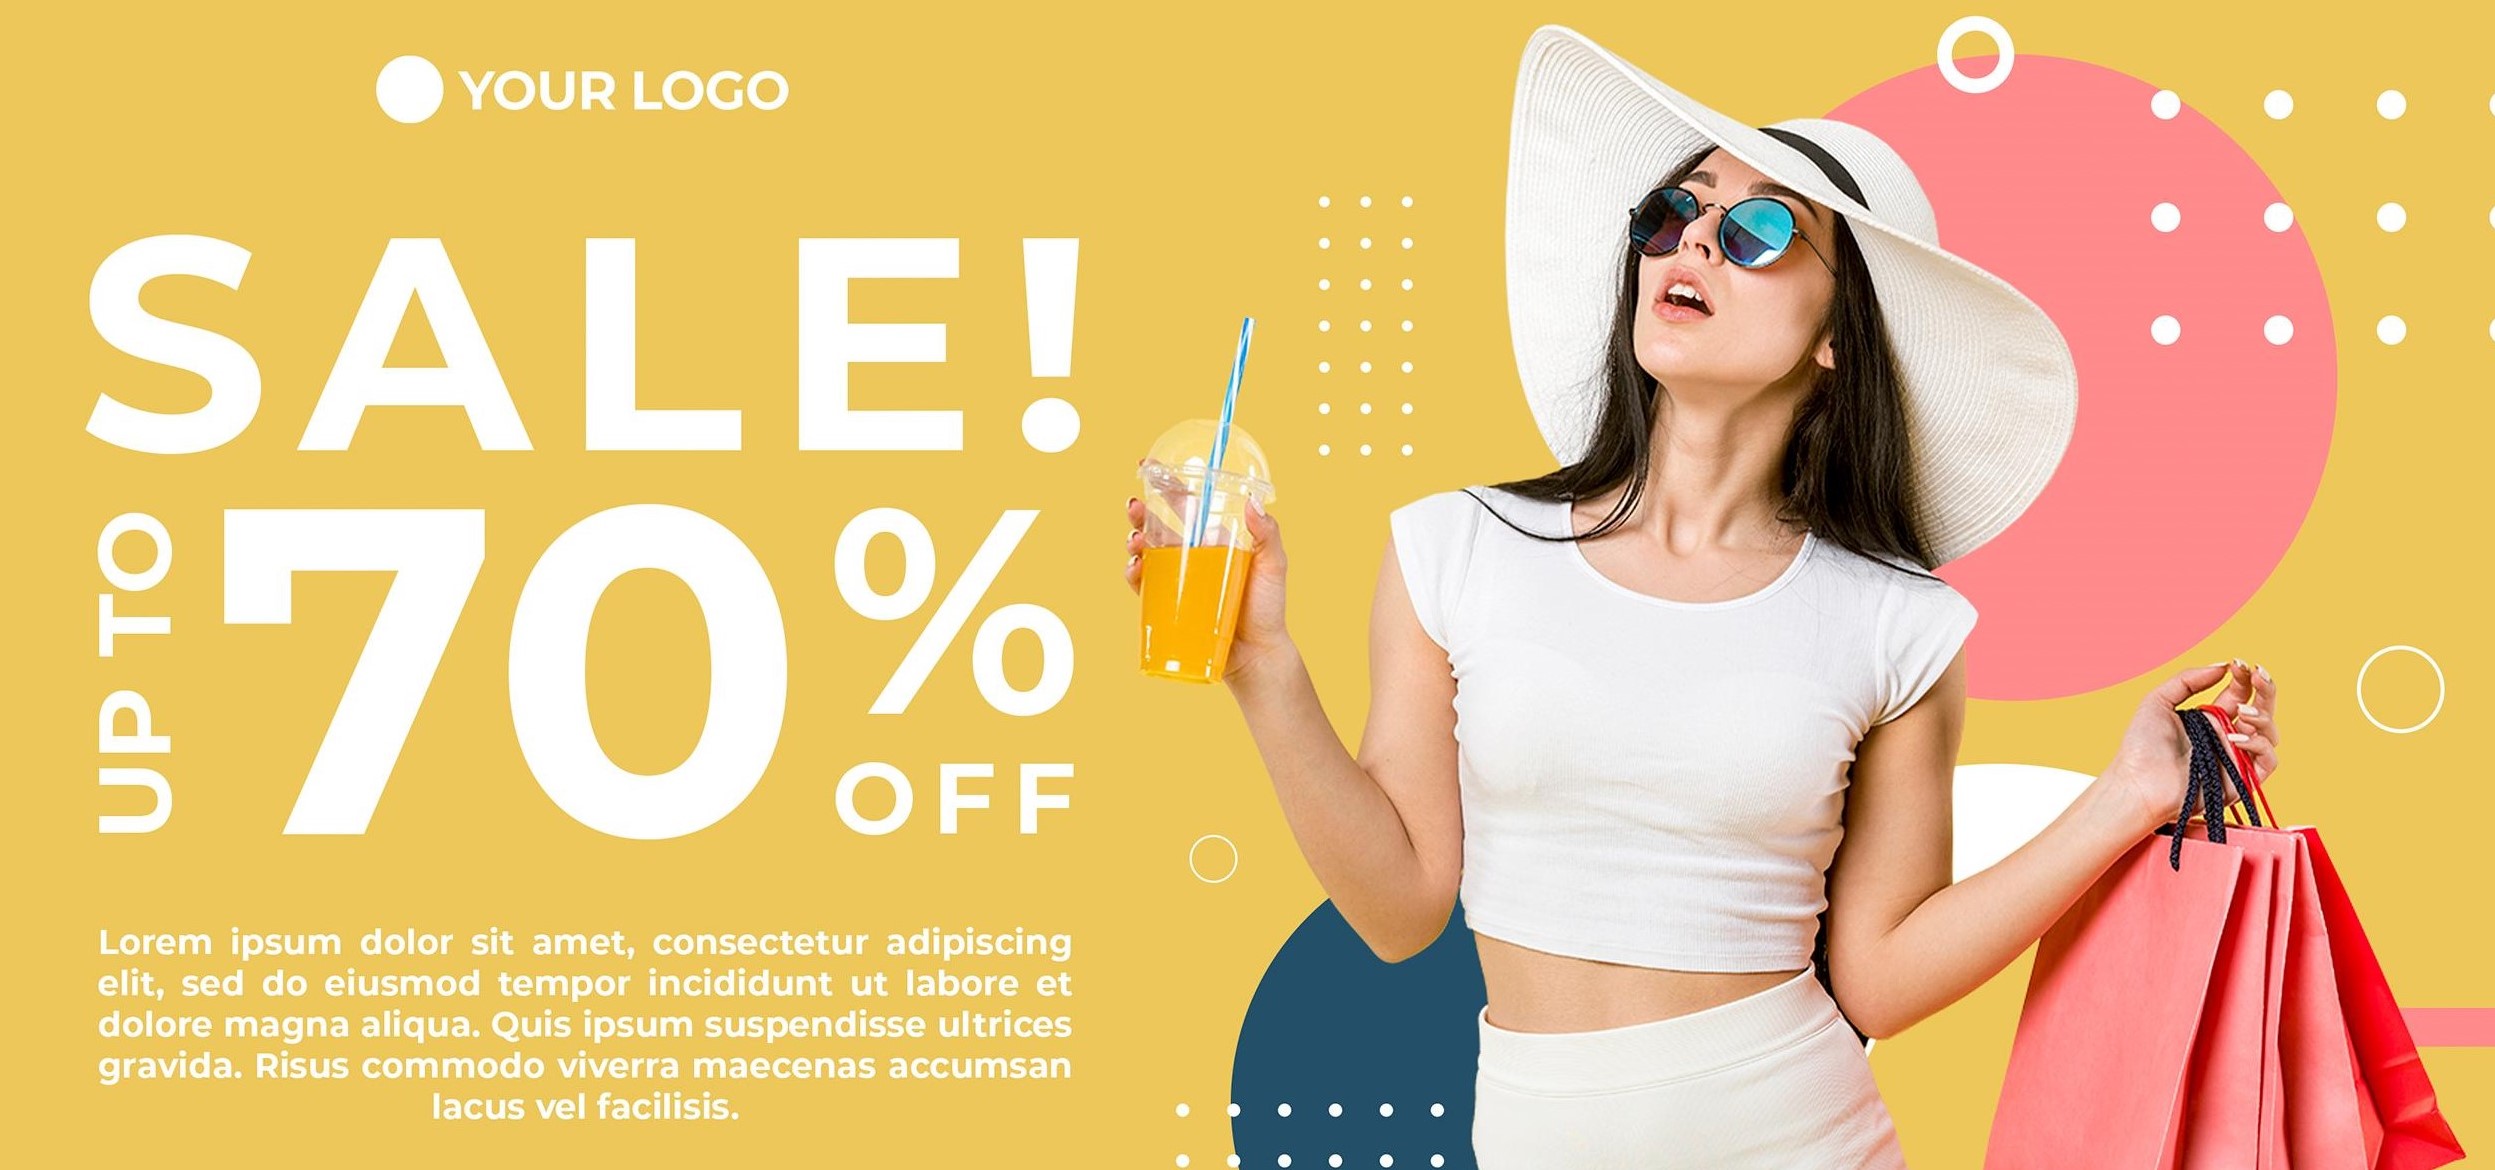 YOUR LOGO
SALE!
UP TO
70%
OFF
Lorem ipsum dolor sit amet, consectetur adipiscing
elit, sed do eiusmod tempor incididunt ut labore et
dolore magna aliqua. Quis ipsum suspendisse ultrices
gravida. Risus commodo viverra maecenas accumsan
lacus vel facilisis.